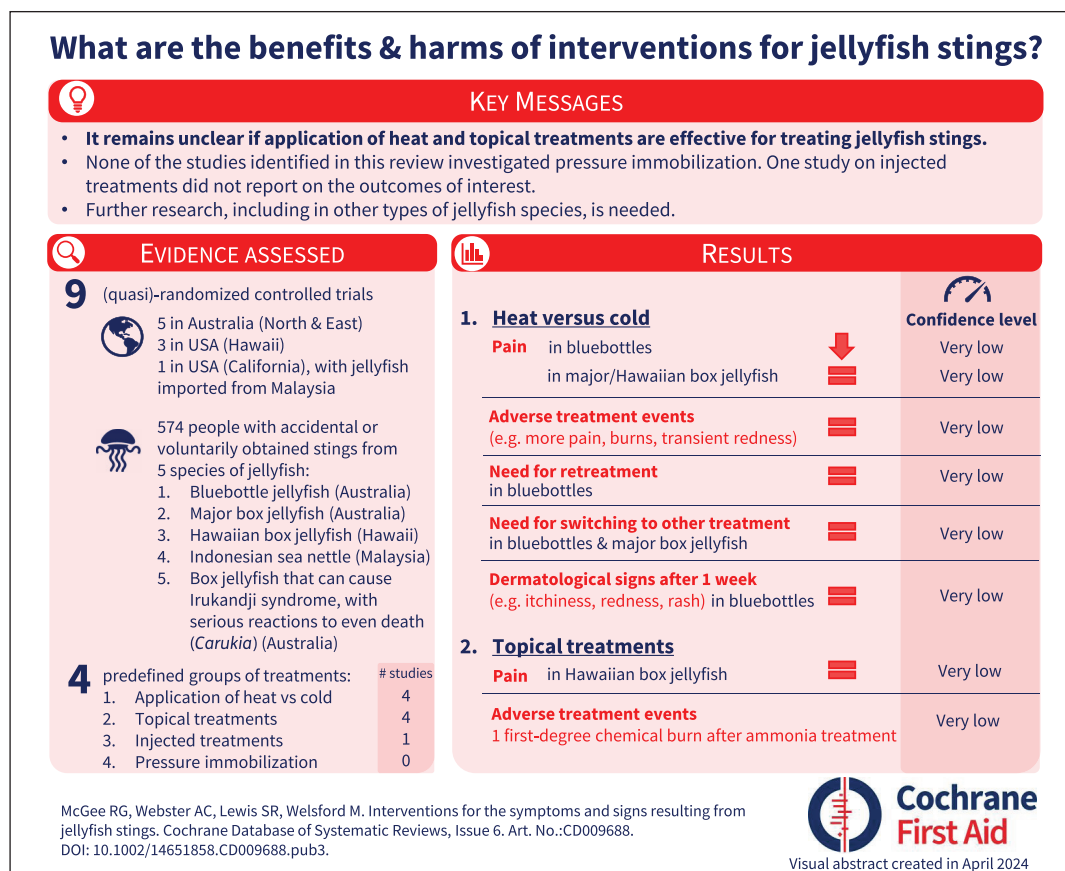 What are the benefits & harms of interventions for jellyfish stings?
KEY MESSAGES
• It remains unclear if application of heat and topical treatments are effective for treating jellyfish stings.
• None of the studies identified in this review investigated pressure immobilization. One study on injected
treatments did not report on the outcomes of interest.
• Further research, including in other types of jellyfish species, is needed.
EVIDENCE ASSESSED
9 (quasi)-randomized controlled trials
5 in Australia (North & East)
3 in USA (Hawaii)
1 in USA (California), with jellyfish
imported from Malaysia
574 people with accidental or
voluntarily obtained stings from
5 species of jellyfish:
1. Bluebottle jellyfish (Australia)
2. Major box jellyfish (Australia)
3. Hawaiian box jellyfish (Hawaii)
4. Indonesian sea nettle (Malaysia)
5. Box jellyfish that can cause
Irukandji syndrome, with
serious reactions to even death
(Carukia) (Australia)
4 predefined groups of treatments: # studies
1. Application of heat vs cold 4
2. Topical treatments 4
3. Injected treatments 1
4. Pressure immobilization 0
RESULTS
Confidence level
1. Heat versus cold
Pain in bluebottles Very low
in major/Hawaiian box jellyfish Very low
Adverse treatment events
(e.g. more pain, burns, transient redness) Very low
Need for retreatment
in bluebottles Very low
Need for switching to other treatment
in bluebottles & major box jellyfish Very low
Dermatological signs after 1 week
(e.g. itchiness, redness, rash) in bluebottles Very low
2. Topical treatments
Pain in Hawaiian box jellyfish Very low
Adverse treatment events
1 first-degree chemical burn after ammonia treatment Very low
McGee RG, Webster AC, Lewis SR, Welsford M. Interventions for the symptoms and signs resulting from
jellyfish stings. Cochrane Database of Systematic Reviews, Issue 6. Art. No.:CD009688.
DOI: 10.1002/14651858.CD009688.pub3.
Cochrane
First Aid
Visual abstract created in April 2024